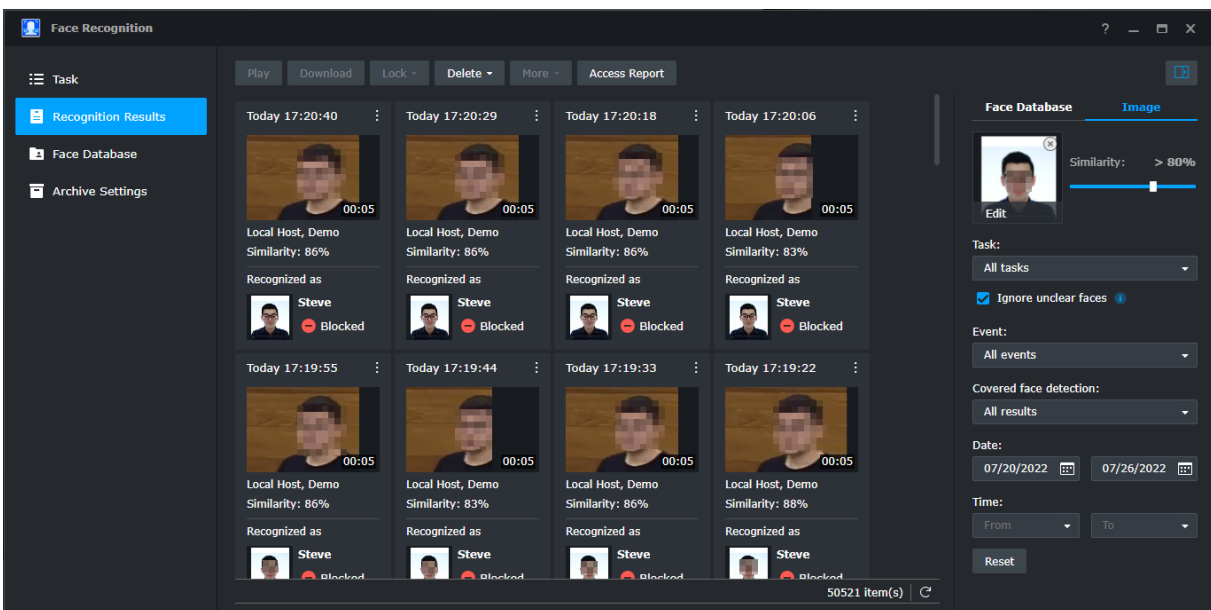 Face Recognition
?
Task
Recognition Results
Face Database
Archive Settings
Play Download Lock Delete More Access Report
Today 17:20:40 Today 17:20:29 Today 17:20:18 Today 17:20:06
00:05 00:05 00:05 00:05
Local Host, Demo Local Host, Demo Local Host, Demo Local Host, Demo
Similarity: 86% Similarity: 86% Similarity: 86% Similarity: 83%
Recognized as Recognized as Recognized as Recognized as
Steve Steve Steve Steve
Blocked Blocked Blocked Blocked
Today 17:19:55 Today 17:19:44 Today 17:19:33 Today 17:19:22
00:05 00:05 00:05 00:05
Local Host, Demo Local Host, Demo Local Host, Demo Local Host, Demo
Similarity: 86% Similarity: 83% Similarity: 86% Similarity: 88%
Recognized as Recognized as Recognized as Recognized as
Steve Steve Steve Steve
Blocked Blocked Blocked Blocked
50521 item(s)
Face Database Image
Similarity: > 80%
Edit
Task:
All tasks
Ignore unclear faces
Event:
All events
Covered face detection:
All results
Date:
07/20/2022 07/26/2022
Time:
From To
Reset